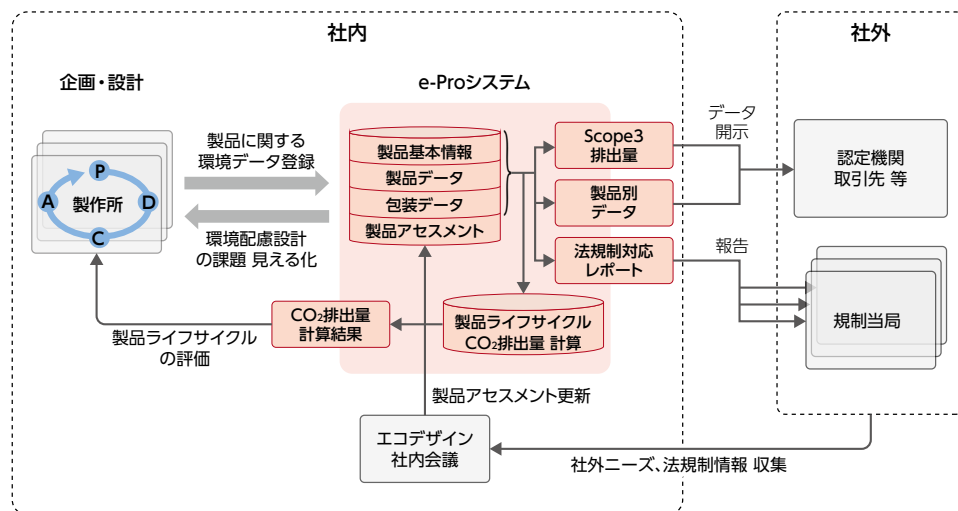 社内
社外
企画・設計
e-Proシステム
P
A
製作所
D
C
製品に関する
環境データ登録
環境配慮設計
の課題 見える化
製品基本情報
製品データ
包装データ
製品アセスメント
Scope3
排出量
製品別
データ
法規制対応
レポート
データ
開示
認定機関
取引先 等
報告
規制当局
製品ライフサイクル
CO₂排出量 計算
CO₂排出量
計算結果
製品ライフサイクル
の評価
製品アセスメント更新
エコデザイン
社内会議
社外ニーズ、法規制情報 収集